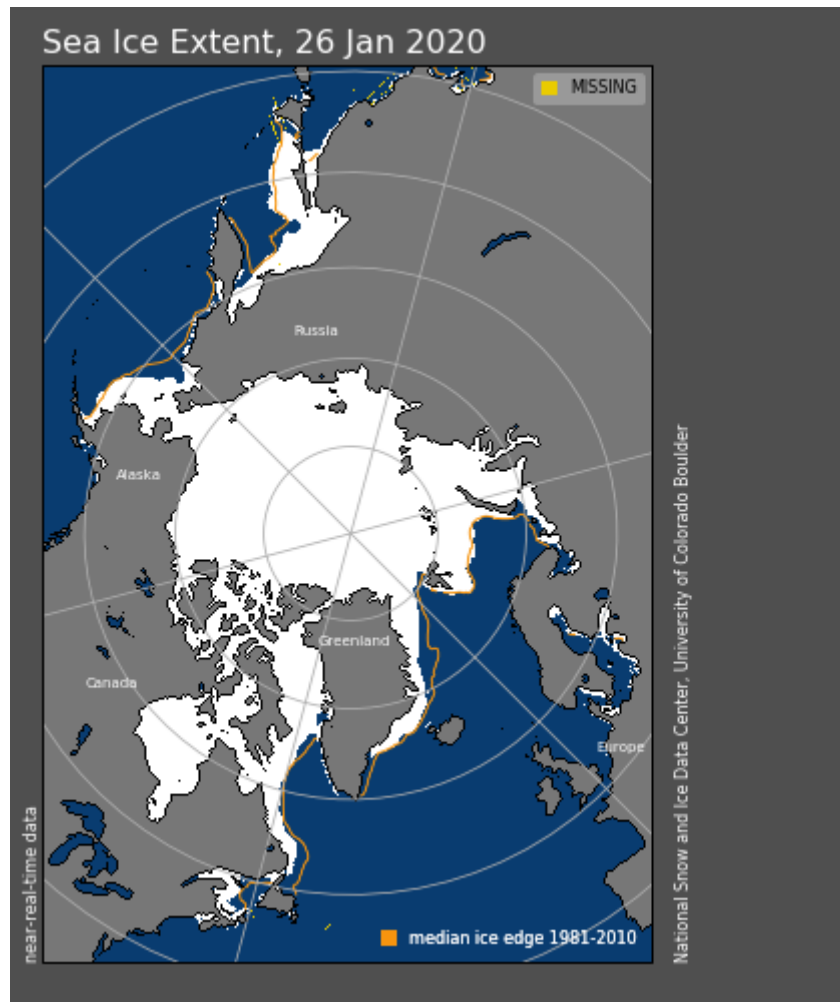 Sea Ice Extent, 26 Jan 2020
MISSING
Russia
Alaska
Greenland
Canada
Europe
near-real-time data
National Snow and Ice Data Center, University of Colorado Boulder
median ice edge 1981-2010